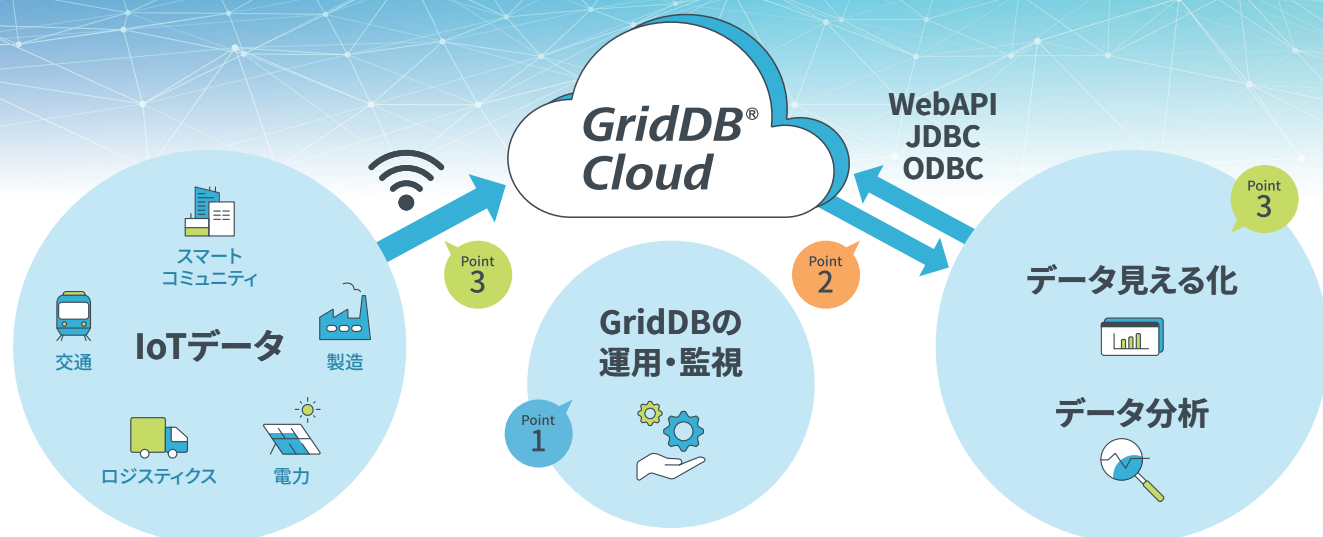 GridDB®
Cloud
WebAPI
JDBC
ODBC
スマート
コミュニティ
交通
IoTデータ
製造
ロジスティクス
電力
Point
3
GridDBの
運用・監視
Point
1
Point
2
Point
3
データ見える化
データ分析